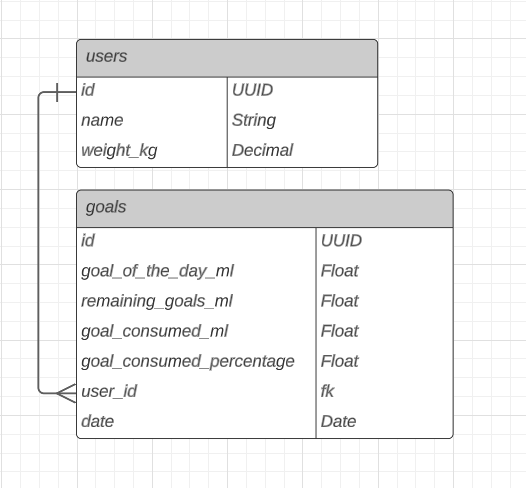 users
id UUID
name String
weight_kg Decimal
goals
id UUID
goal_of_the_day_ml Float
remaining_goals_ml Float
goal_consumed_ml Float
goal_consumed_percentage Float
user_id fk
date Date